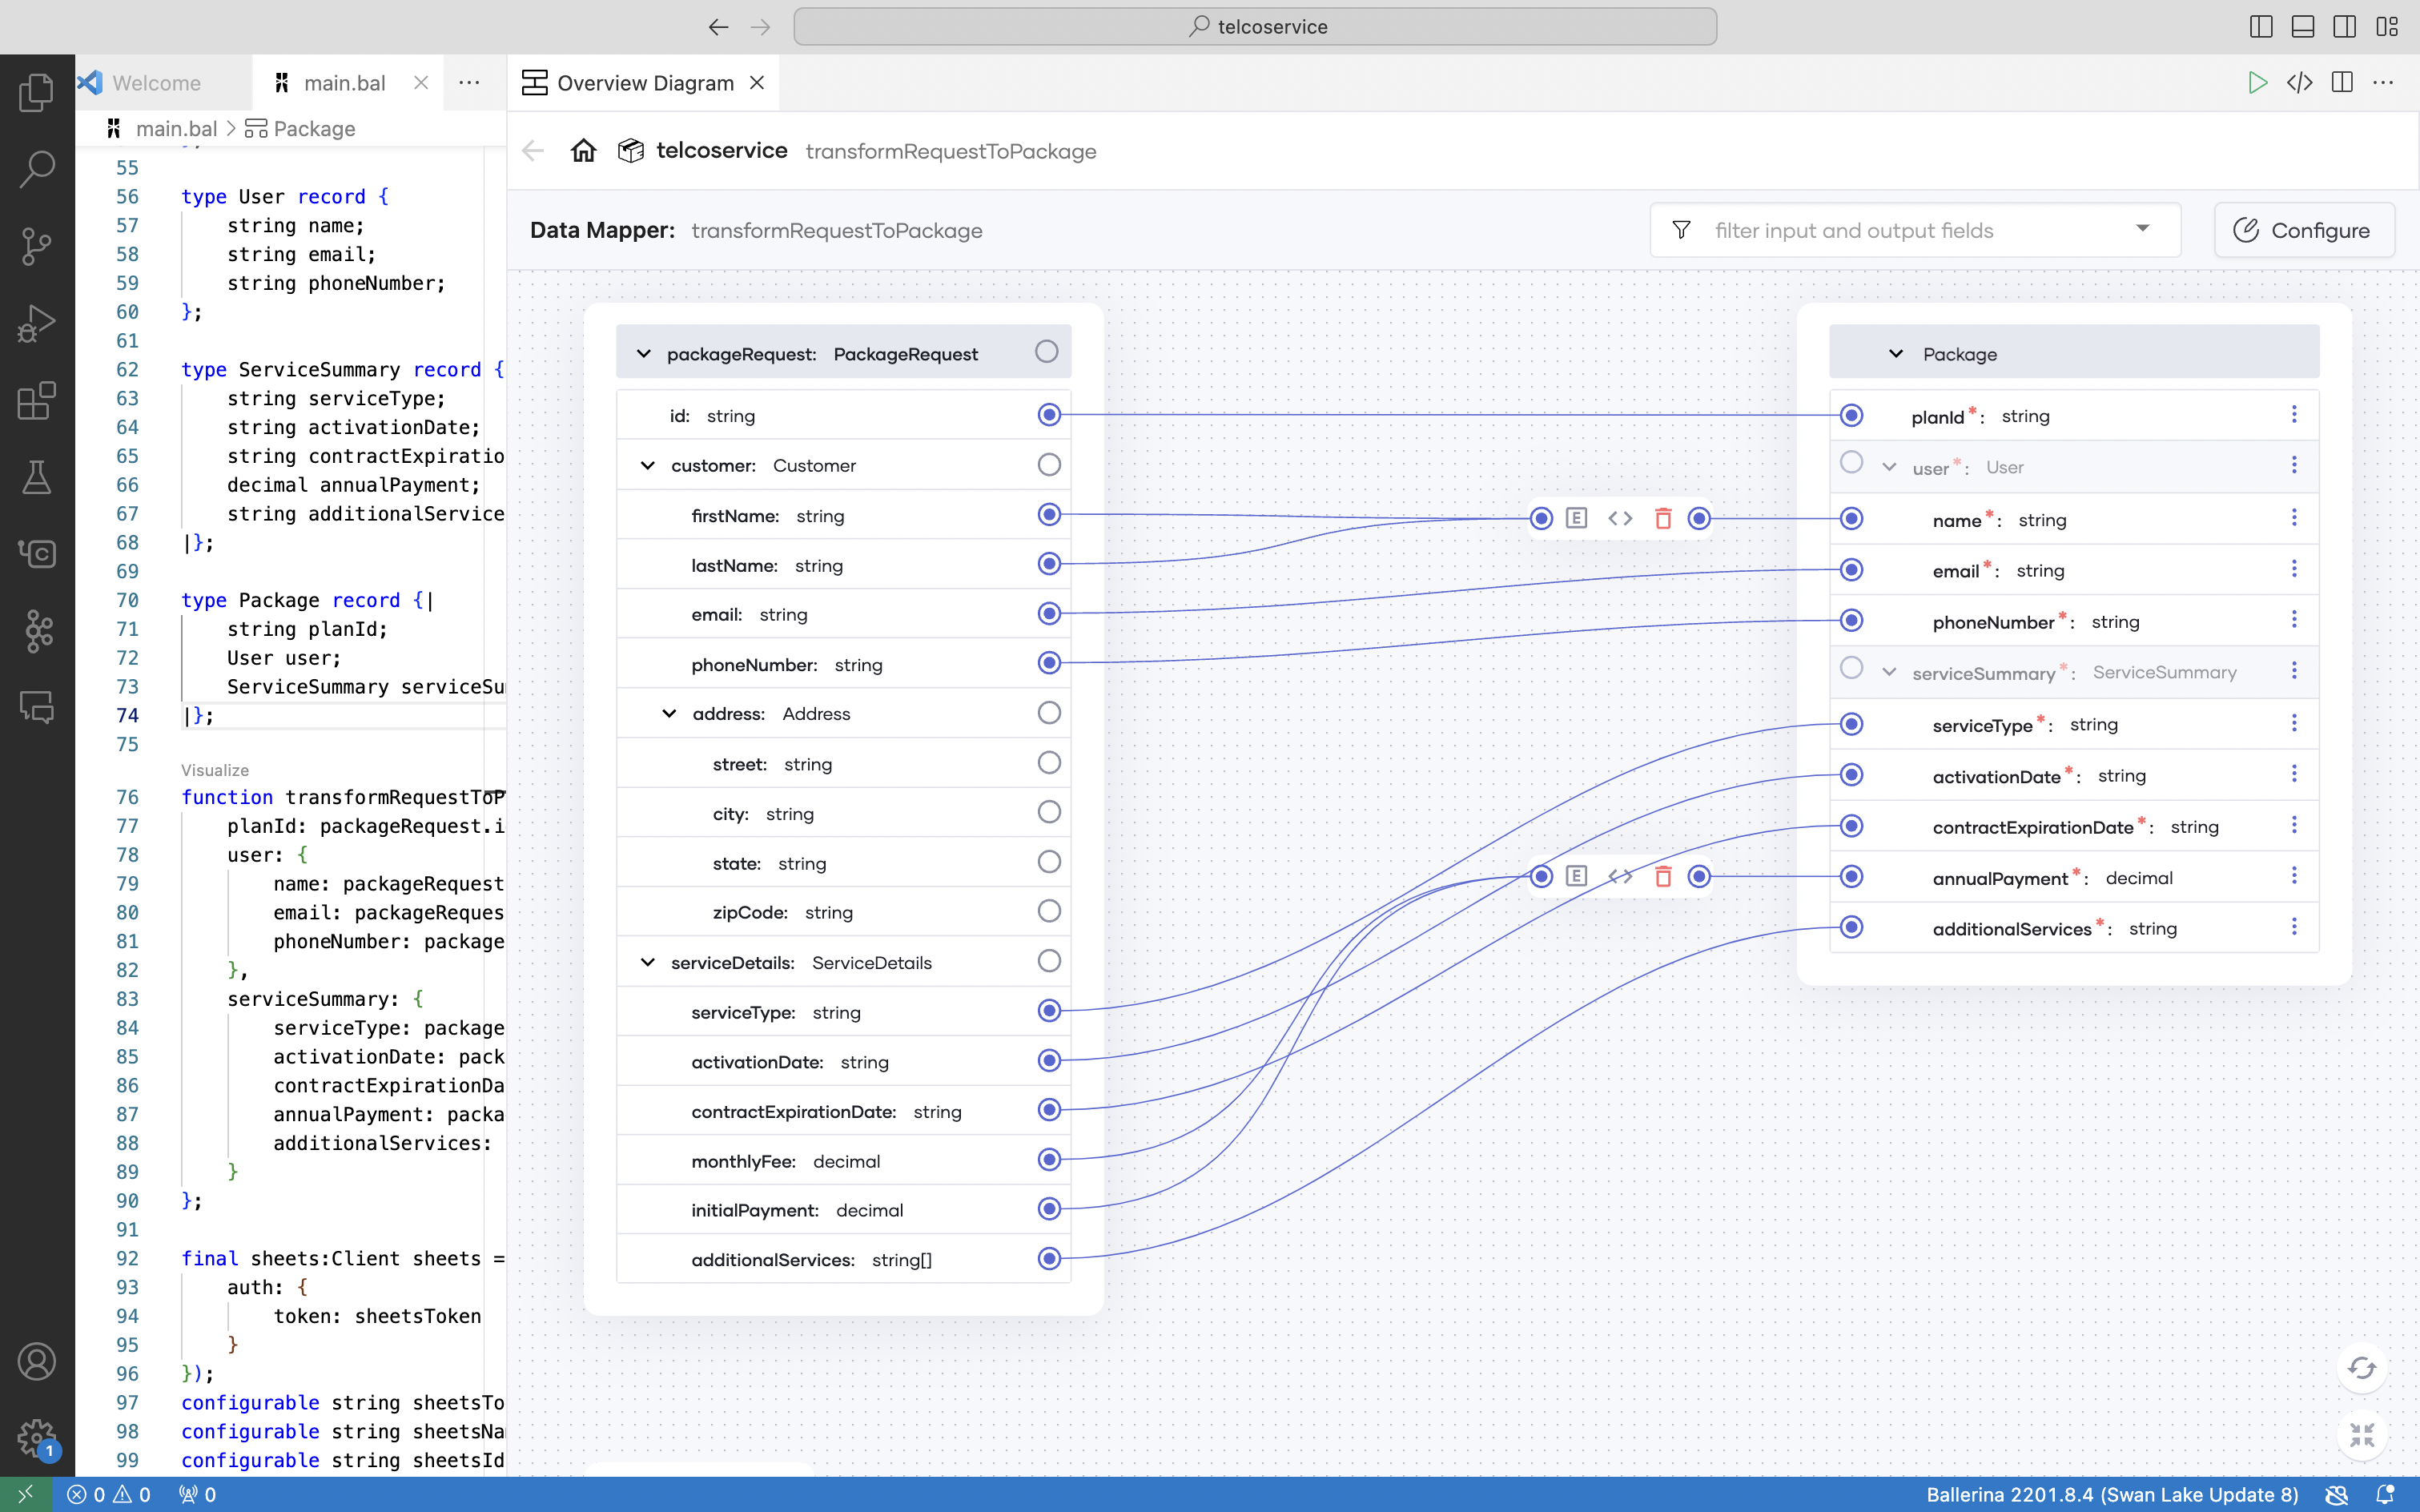 telcoservice
Welcome
main.bal
Overview Diagram
main.bal > Package
telcoservice transformRequestToPackage
Data Mapper: transformRequestToPackage
filter input and output fields
Configure
55
56 type User record {
57 string name;
58 string email;
59 string phoneNumber;
60 };
61
62 type ServiceSummary record {
63 string serviceType;
64 string activationDate;
65 string contractExpiratio
66 decimal annualPayment;
67 string additionalService
68 |};
69
70 type Package record {|
71 string planId;
72 User user;
73 ServiceSummary serviceSu
74 |};
75
Visualize
76 function transformRequestToP
77 planId: packageRequest.i
78 user: {
79 name: packageRequest
80 email: packageReques
81 phoneNumber: package
82 },
83 serviceSummary: {
84 serviceType: package
85 activationDate: pack
86 contractExpirationDa
87 annualPayment: packa
88 additionalServices:
89 }
90 };
91
92 final sheets:Client sheets =
93 auth: {
94 token: sheetsToken
95 }
96 });
97 configurable string sheetsTo
98 configurable string sheetsNa
99 configurable string sheetsId
packageRequest: PackageRequest
id: string
customer: Customer
firstName: string
lastName: string
email: string
phoneNumber: string
address: Address
street: string
city: string
state: string
zipCode: string
serviceDetails: ServiceDetails
serviceType: string
activationDate: string
contractExpirationDate: string
monthlyFee: decimal
initialPayment: decimal
additionalServices: string[]
E
E
Package
planId*: string
user*: User
name*: string
email*: string
phoneNumber*: string
serviceSummary*: ServiceSummary
serviceType*: string
activationDate*: string
contractExpirationDate*: string
annualPayment*: decimal
additionalServices*: string
1
0 0 0
Ballerina 2201.8.4 (Swan Lake Update 8)